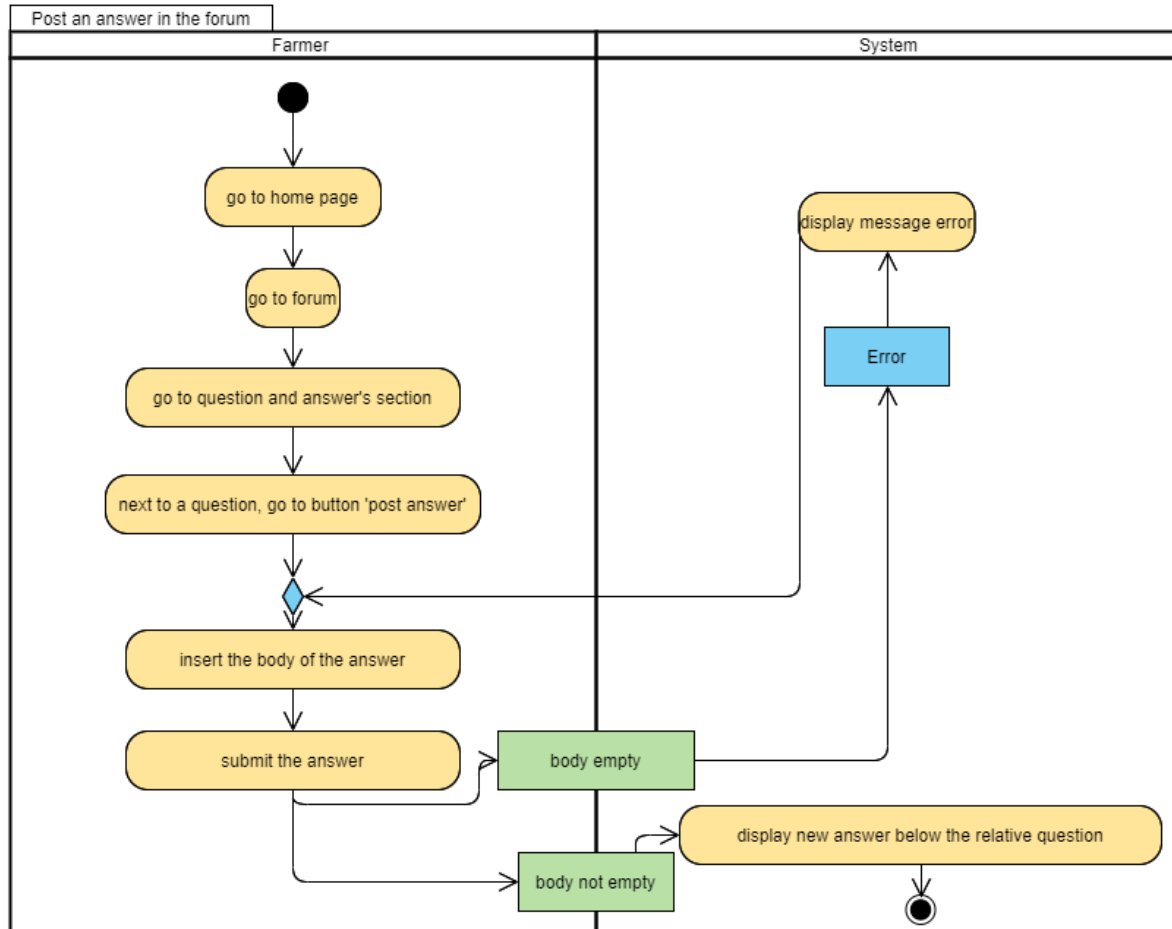 Post an answer in the forum
Farmer
System
go to home page
display message error
go to forum
Error
go to question and answer's section
next to a question, go to button 'post answer'
insert the body of the answer
submit the answer
body empty
display new answer below the relative question
body not empty